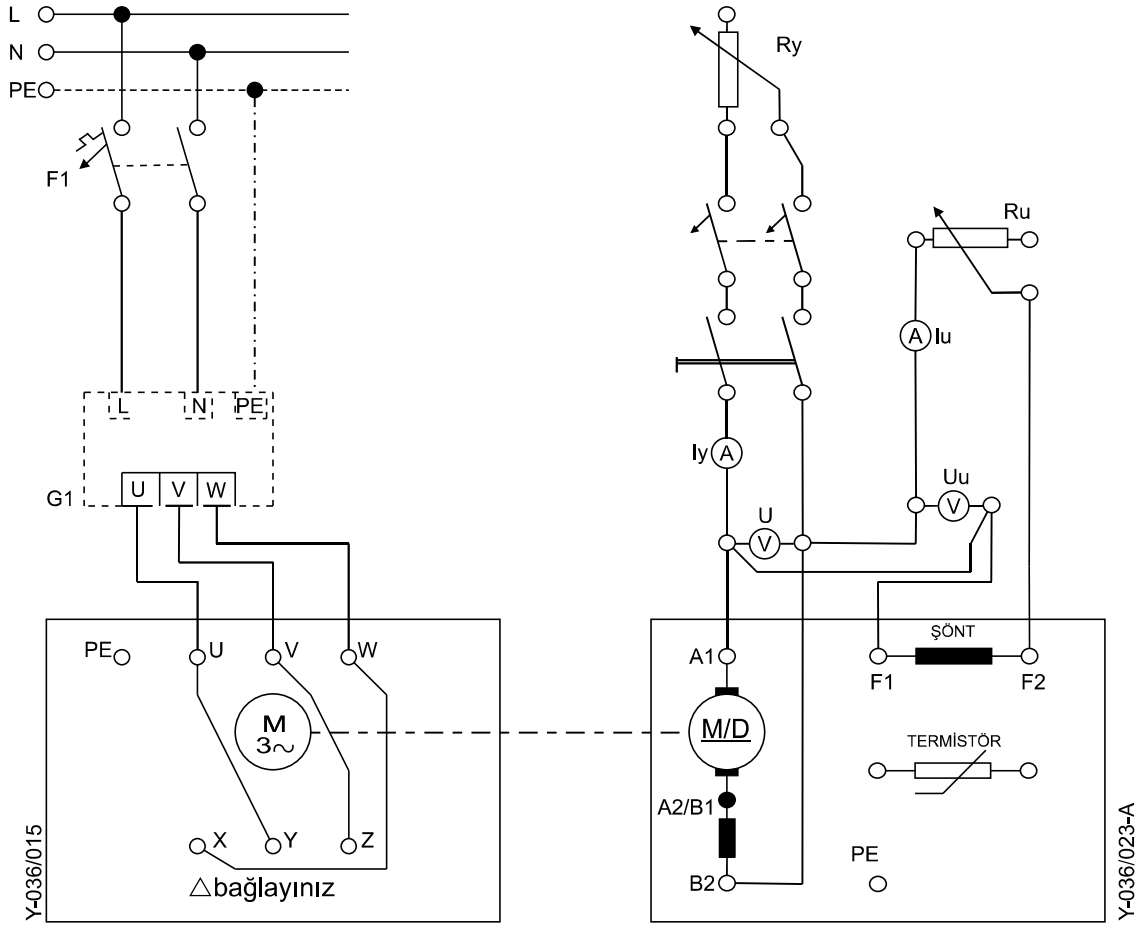 L
N
PE
F1
L N PE
G1
U V W
PE U V W
M
3~
X Y Z
△bağlayınız
Y-036/015
Ry
Ru
A Iu
Iy A
Uu
V
U
V
A1
ŞÖNT
F1 F2
M/D
TERMİSTÖR
A2/B1
PE
B2
Y-036/023-A